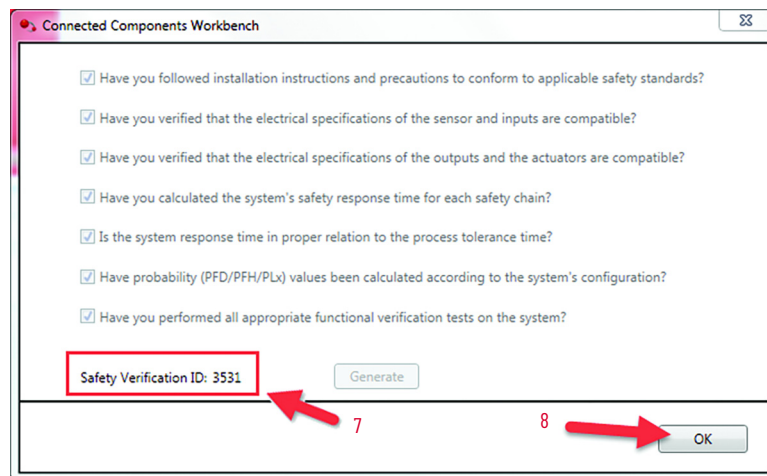 Connected Components Workbench
Have you followed installation instructions and precautions to conform to applicable safety standards?
Have you verified that the electrical specifications of the sensor and inputs are compatible?
Have you verified that the electrical specifications of the outputs and the actuators are compatible?
Have you calculated the system's safety response time for each safety chain?
Is the system response time in proper relation to the process tolerance time?
Have probability (PFD/PFH/PLx) values been calculated according to the system's configuration?
Have you performed all appropriate functional verification tests on the system?
Safety Verification ID: 3531 Generate
7
8
OK